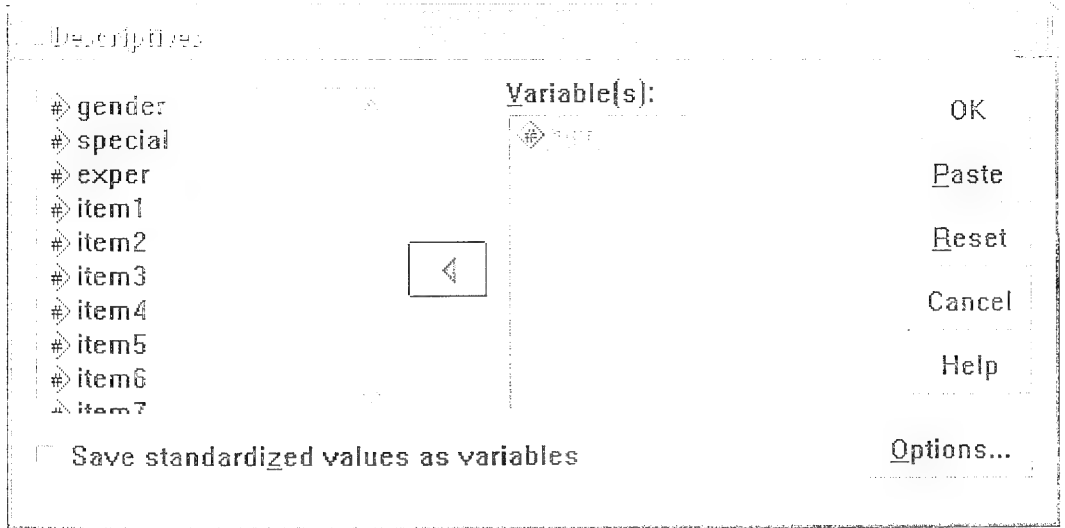 Descriptives
gender
special
exper
item1
item2
item3
item4
item5
item6
item7
Variable(s):
OK
Paste
Reset
Cancel
Help
Save standardized values as variables
Options...